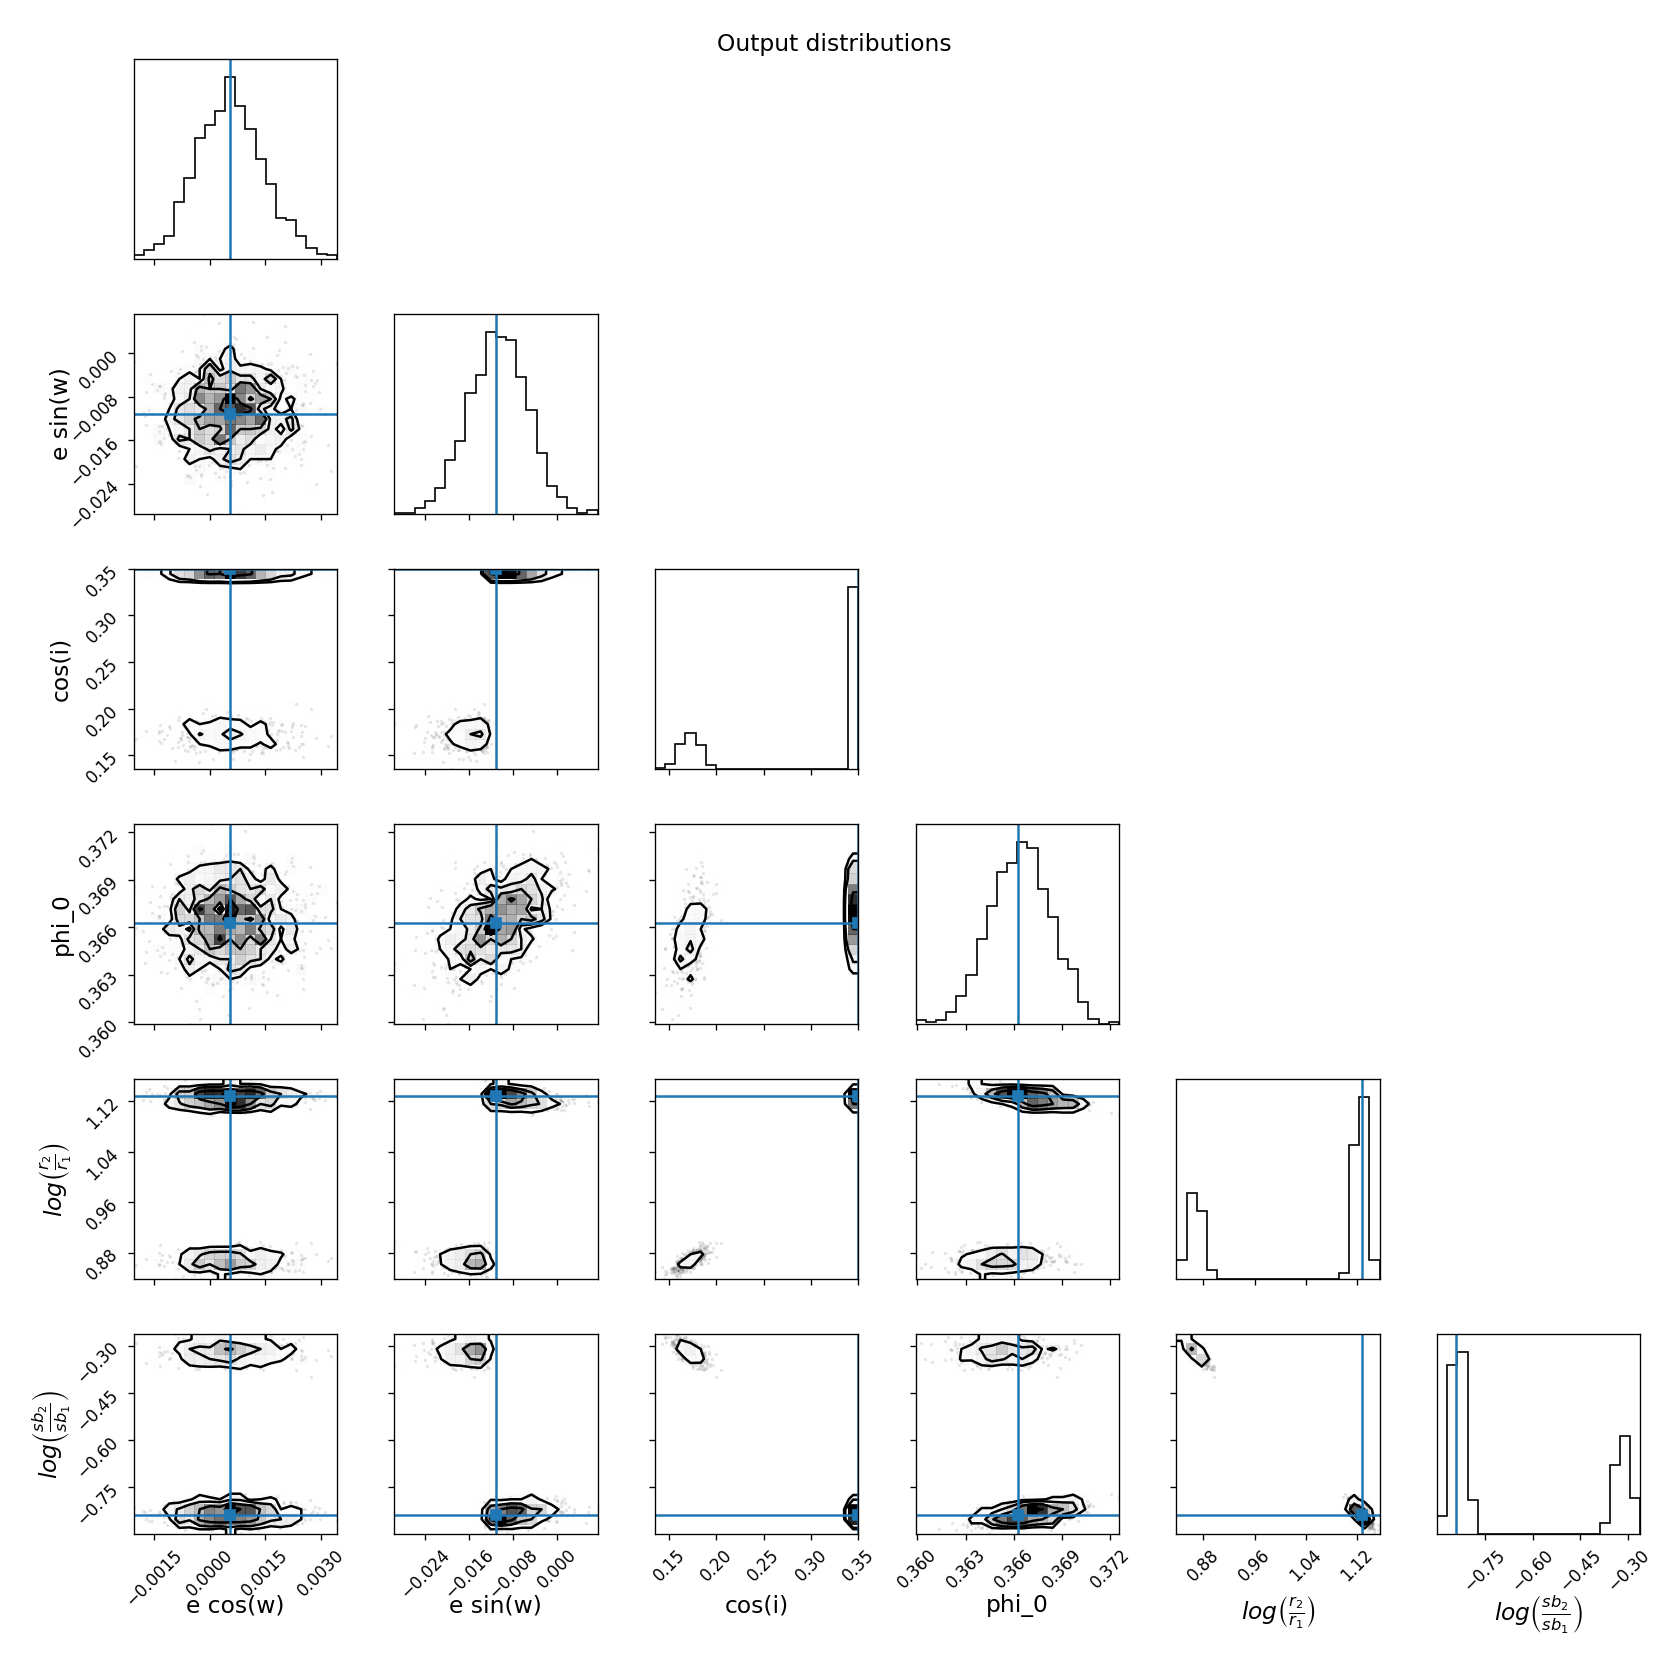 Output distributions
e sin(w)
0.000
−0.008
−0.016
−0.024
cos(i)
0.35
0.30
0.25
0.20
0.15
phi_0
0.372
0.369
0.366
0.363
0.360
log(r2/r1)
1.12
1.04
0.96
0.88
log(sb2/sb1)
−0.30
−0.45
−0.60
−0.75
−0.0015 0.0000 0.0015 0.0030
−0.024 −0.016 −0.008 0.000
0.15 0.20 0.25 0.30 0.35
0.360 0.363 0.366 0.369 0.372
0.88 0.96 1.04 1.12
−0.75 −0.60 −0.45 −0.30
e cos(w)
e sin(w)
cos(i)
phi_0
log(r2/r1)
log(sb2/sb1)